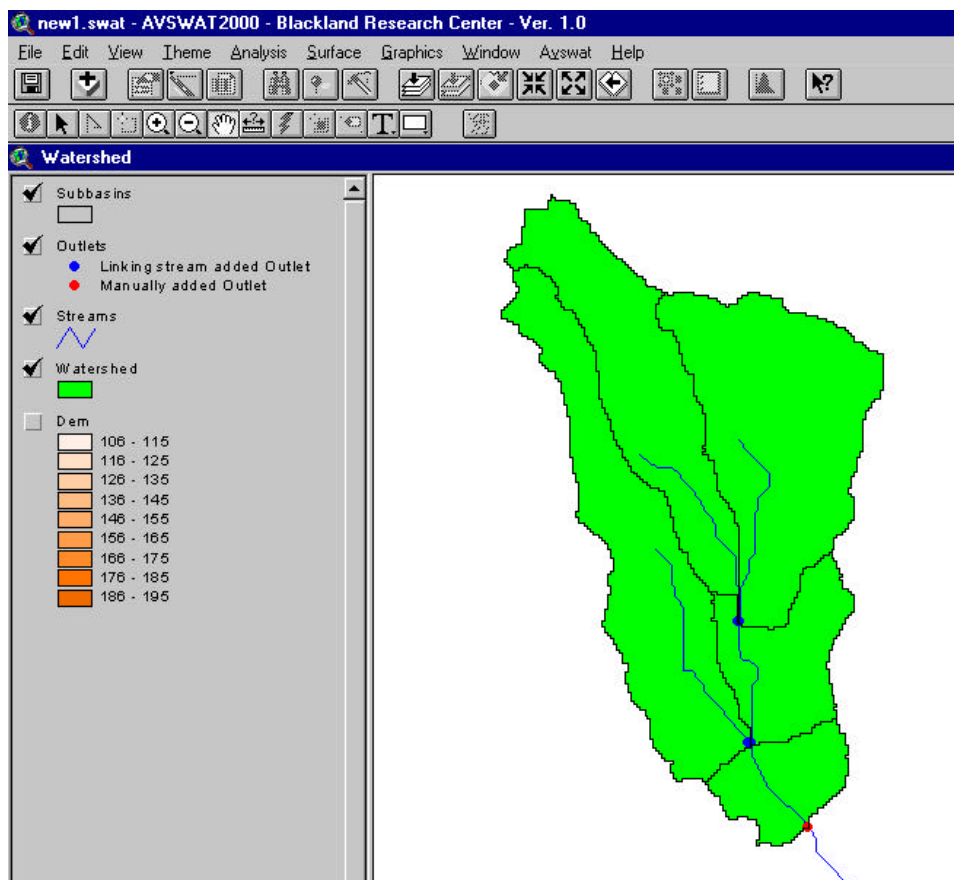 new1.swat - AVSWAT2000 - Blackland Research Center - Ver. 1.0
File Edit View Theme Analysis Surface Graphics Window Avswat Help
T
Watershed
Subbasins
Outlets
Linking stream added Outlet
Manually added Outlet
Streams
Watershed
Dem
106 - 115
116 - 125
126 - 135
136 - 145
146 - 155
156 - 165
166 - 175
176 - 185
186 - 195